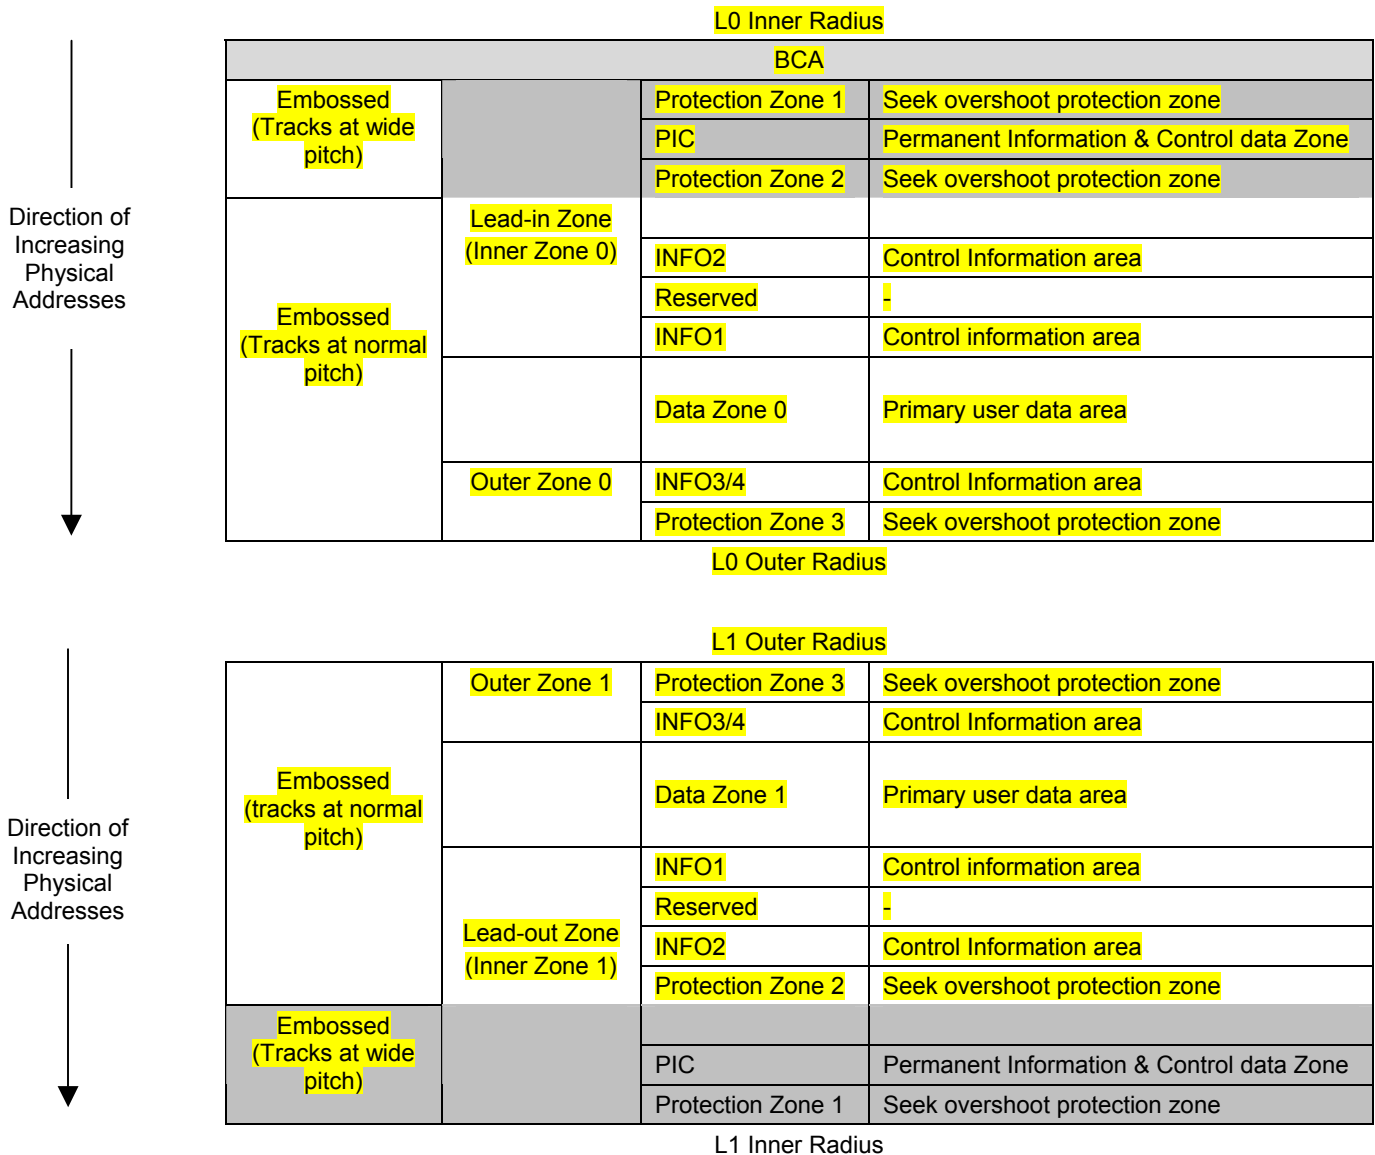 L0 Inner Radius
BCA
Embossed
(Tracks at wide
pitch)
Protection Zone 1 Seek overshoot protection zone
PIC Permanent Information & Control data Zone
Protection Zone 2 Seek overshoot protection zone
Direction of
Increasing
Physical
Addresses
Embossed
(Tracks at normal
pitch)
Lead-in Zone
(Inner Zone 0)
INFO2 Control Information area
Reserved -
INFO1 Control information area
Data Zone 0 Primary user data area
Outer Zone 0 INFO3/4 Control Information area
Protection Zone 3 Seek overshoot protection zone
L0 Outer Radius
L1 Outer Radius
Direction of
Increasing
Physical
Addresses
Embossed
(tracks at normal
pitch)
Outer Zone 1 Protection Zone 3 Seek overshoot protection zone
INFO3/4 Control Information area
Data Zone 1 Primary user data area
Lead-out Zone
(Inner Zone 1)
INFO1 Control information area
Reserved -
INFO2 Control Information area
Protection Zone 2 Seek overshoot protection zone
Embossed
(Tracks at wide
pitch)
PIC Permanent Information & Control data Zone
Protection Zone 1 Seek overshoot protection zone
L1 Inner Radius